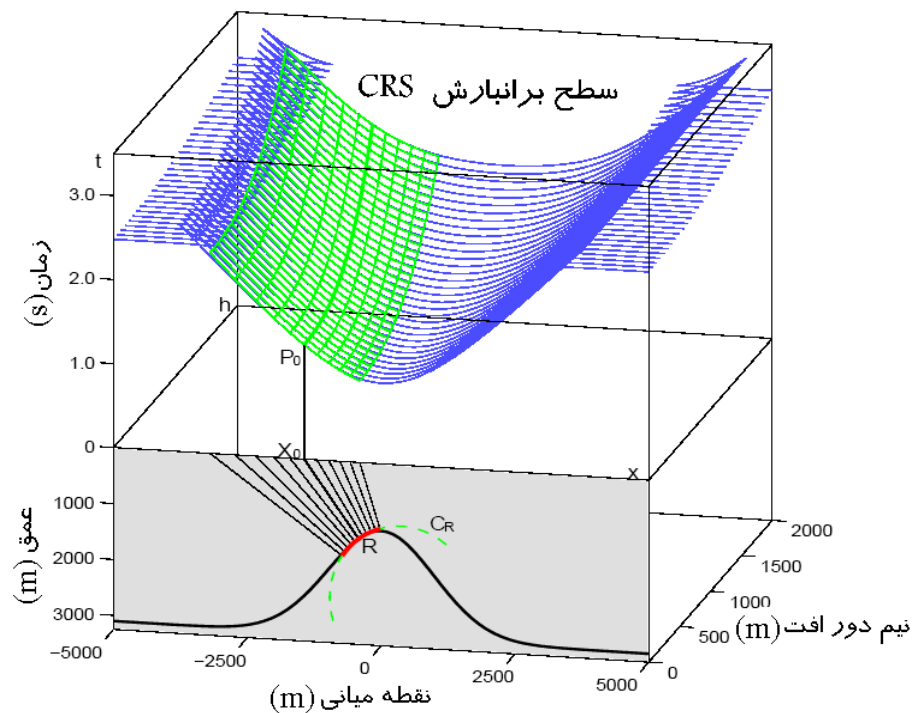 سطح برانبارش CRS
t
3.0
2.0
1.0
0
زمان (s)
h
P0
X0
x
R
CR
1000
2000
3000
عمق (m)
-5000
-2500
0
2500
5000
نقطه میانی (m)
0
500
1000
1500
2000
نیم دور افت (m)